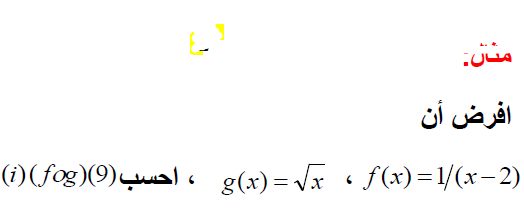 مثال:
افرض أن
f(x)=1/(x−2) ، g(x)=√x ، احسب (i)(fog)(9)